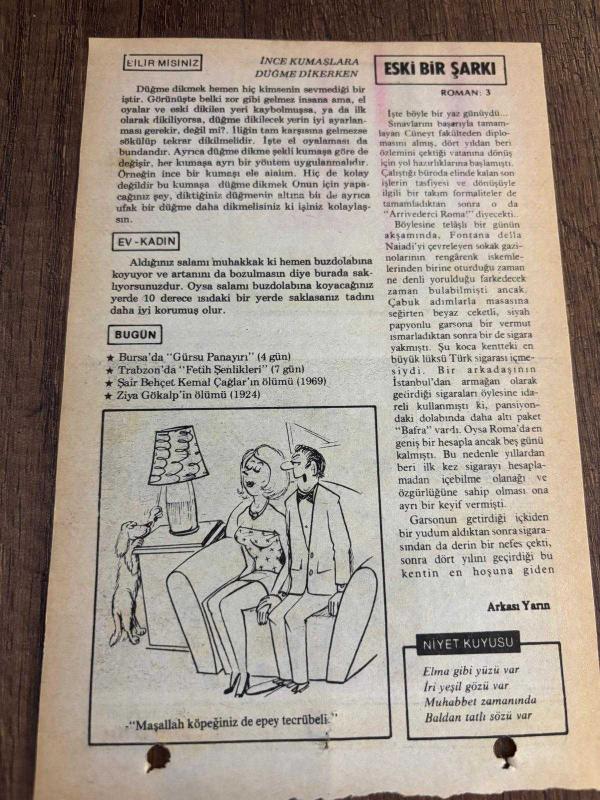 BİLİR MİSİNİZ
İNCE KUMAŞLARA
DÜĞME DİKERKEN
Düğme dikmek hemen hiç kimsenin sevmediği bir
iştir. Görünüşte belki zor gibi gelmez insana ama, el
oyalar ve eski dikilen yeri kaybolmuşsa, ya da ilk
olarak dikiliyorsa, düğme dikilecek yerin iyi ayarlan-
ması gerekir, değil mi?. İliğin tam karşısına gelmezse
sökülüp tekrar dikilmelidir. İşte el oyalaması da
bundandır. Ayrıca düğme dikme şekli kumaşa göre de
değişir, her kumaşa ayrı bir yöntem uygulanmalıdır.
Örneğin ince bir kumaşı ele alalım. Hiç de kolay
değildir bu kumaşa düğme dikmek Onun için yapa-
cağınız şey, diktiğiniz düğmenin altına bir de ayrıca
ufak bir düğme daha dikmelisiniz ki işiniz kolaylaş-
sın.
EV-KADIN
Aldığınız salamı muhakkak ki hemen buzdolabına
koyuyor ve artanını da bozulmasın diye burada sak-
lıyorsunuzdur. Oysa salamı buzdolabına koyacağınız
yerde 10 derece ısıdaki bir yerde saklasanız tadını
daha iyi korumuş olur.
BUGÜN
★ Bursa'da "Gürsu Panayırı" (4 gün)
★ Trabzon'da "Fetih Şenlikleri" (7 gün)
★ Şair Behçet Kemal Çağlar'ın ölümü (1969)
★ Ziya Gökalp'in ölümü (1924)
-"Maşallah köpeğiniz de epey tecrübeli."
ESKİ BİR ŞARKI
ROMAN: 3
İşte böyle bir yaz günüydü...
Sınavlarını başarıyla tamam-
layan Cüneyt fakülteden diplo-
masını almış, dört yıldan beri
özlemini çektiği vatanına dönüş
için yol hazırlıklarına başlamıştı.
Çalıştığı büroda elinde kalan son
işlerin tasfiyesi ve dönüşüyle
ilgili bir takım formaliteler de
tamamladıktan sonra o da
"Arrivederci Roma!" diyecekti.
Böylesine telâşlı bir günün
akşamında, Fontana della
Naiadi'yi çevreleyen sokak gazi-
nolarının rengârenk iskemle-
lerinden birine oturduğu zaman
ne denli yorulduğu farkedecek
zaman bulabilmişti ancak.
Çabuk adımlarla masasına
seğirten beyaz ceketli, siyah
papyonlu garsona bir vermut
ısmarladıktan sonra bir de sigara
yakmıştı. Şu koca kentteki en
büyük lüksü Türk sigarası içme-
siydi. Bir arkadaşının
İstanbul'dan armağan olarak
geürdiği sigaraları öylesine ida-
reli kullanmıştı ki, pansiyon-
daki dolabında daha altı paket
"Bafra" vardı. Oysa Roma'da en
geniş bir hesapla ancak beş günü
kalmıştı. Bu nedenle yıllardan
beri ilk kez sigarayı hesapla-
madan içebilme olanağı ve
özgürlüğüne sahip olması ona
ayrı bir keyif vermişti.
Garsonun getirdiği içkiden
bir yudum aldıktan sonra sigara-
sından da derin bir nefes çekti,
sonra dört yılını geçirdiği bu
kentin en hoşuna giden
Arkası Yarın
NİYET KUYUSU
Elma gibi yüzü var
İri yeşil gözü var
Muhabbet zamanında
Baldan tatlı sözü var